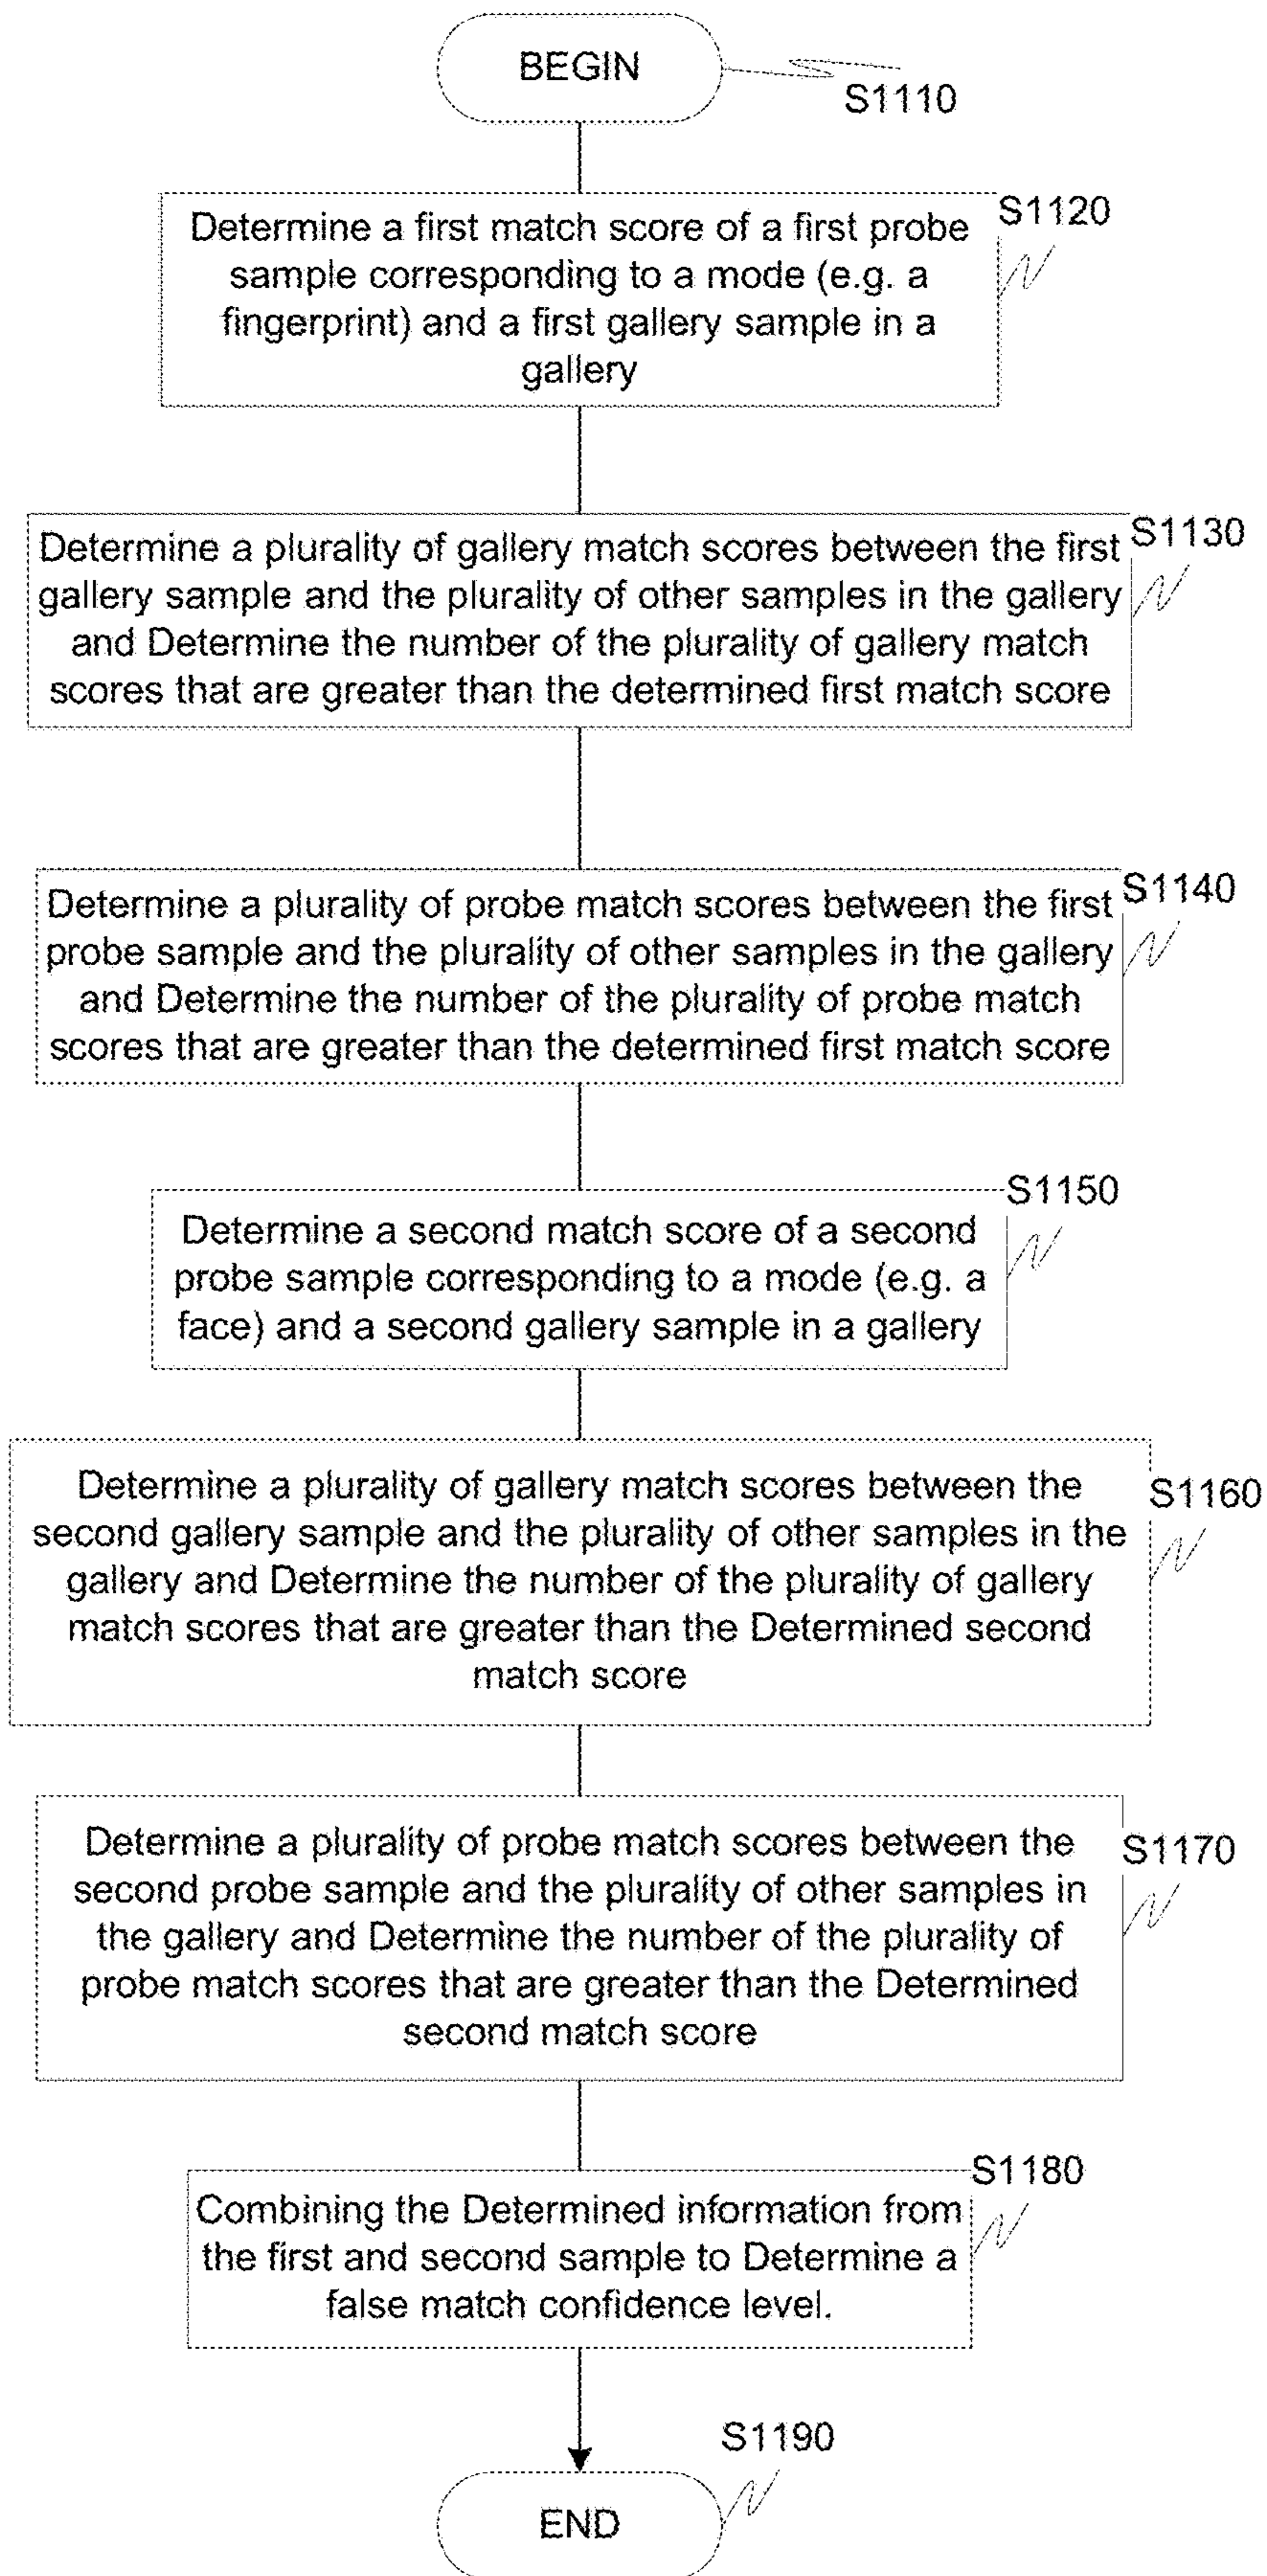 BEGIN
S1110
Determine a first match score of a first probe
sample corresponding to a mode (e.g. a
fingerprint) and a first gallery sample in a
gallery
S1120
Determine a plurality of gallery match scores between the first
gallery sample and the plurality of other samples in the gallery
and Determine the number of the plurality of gallery match
scores that are greater than the determined first match score
S1130
Determine a plurality of probe match scores between the first
probe sample and the plurality of other samples in the gallery
and Determine the number of the plurality of probe match
scores that are greater than the determined first match score
S1140
Determine a second match score of a second
probe sample corresponding to a mode (e.g. a
face) and a second gallery sample in a gallery
S1150
Determine a plurality of gallery match scores between the
second gallery sample and the plurality of other samples in the
gallery and Determine the number of the plurality of gallery
match scores that are greater than the Determined second
match score
S1160
Determine a plurality of probe match scores between the
second probe sample and the plurality of other samples in
the gallery and Determine the number of the plurality of
probe match scores that are greater than the Determined
second match score
S1170
Combining the Determined information from
the first and second sample to Determine a
false match confidence level.
S1180
S1190
END